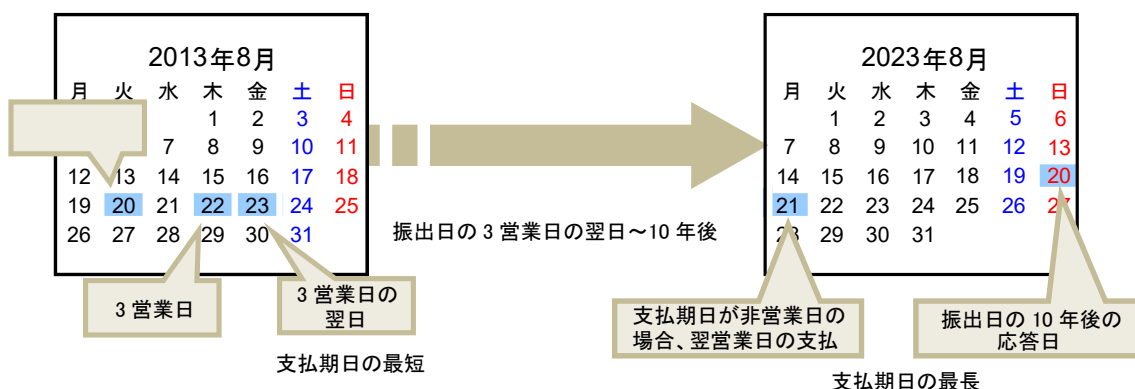 2013年8月
月 火 水 木 金 土 日
1 2 3 4
7 8 9 10 11
12 13 14 15 16 17 18
19 20 21 22 23 24 25
26 27 28 29 30 31
3 営業日
3 営業日の
翌日
支払期日の最短
振出日の 3 営業日の翌日～10 年後
2023年8月
月 火 水 木 金 土 日
1 2 3 4 5 6
7 8 9 10 11 12 13
14 15 16 17 18 19 20
21 22 23 24 25 26 27
28 29 30 31
支払期日が非営業日の
場合、翌営業日の支払
振出日の 10 年後の
応答日
支払期日の最長